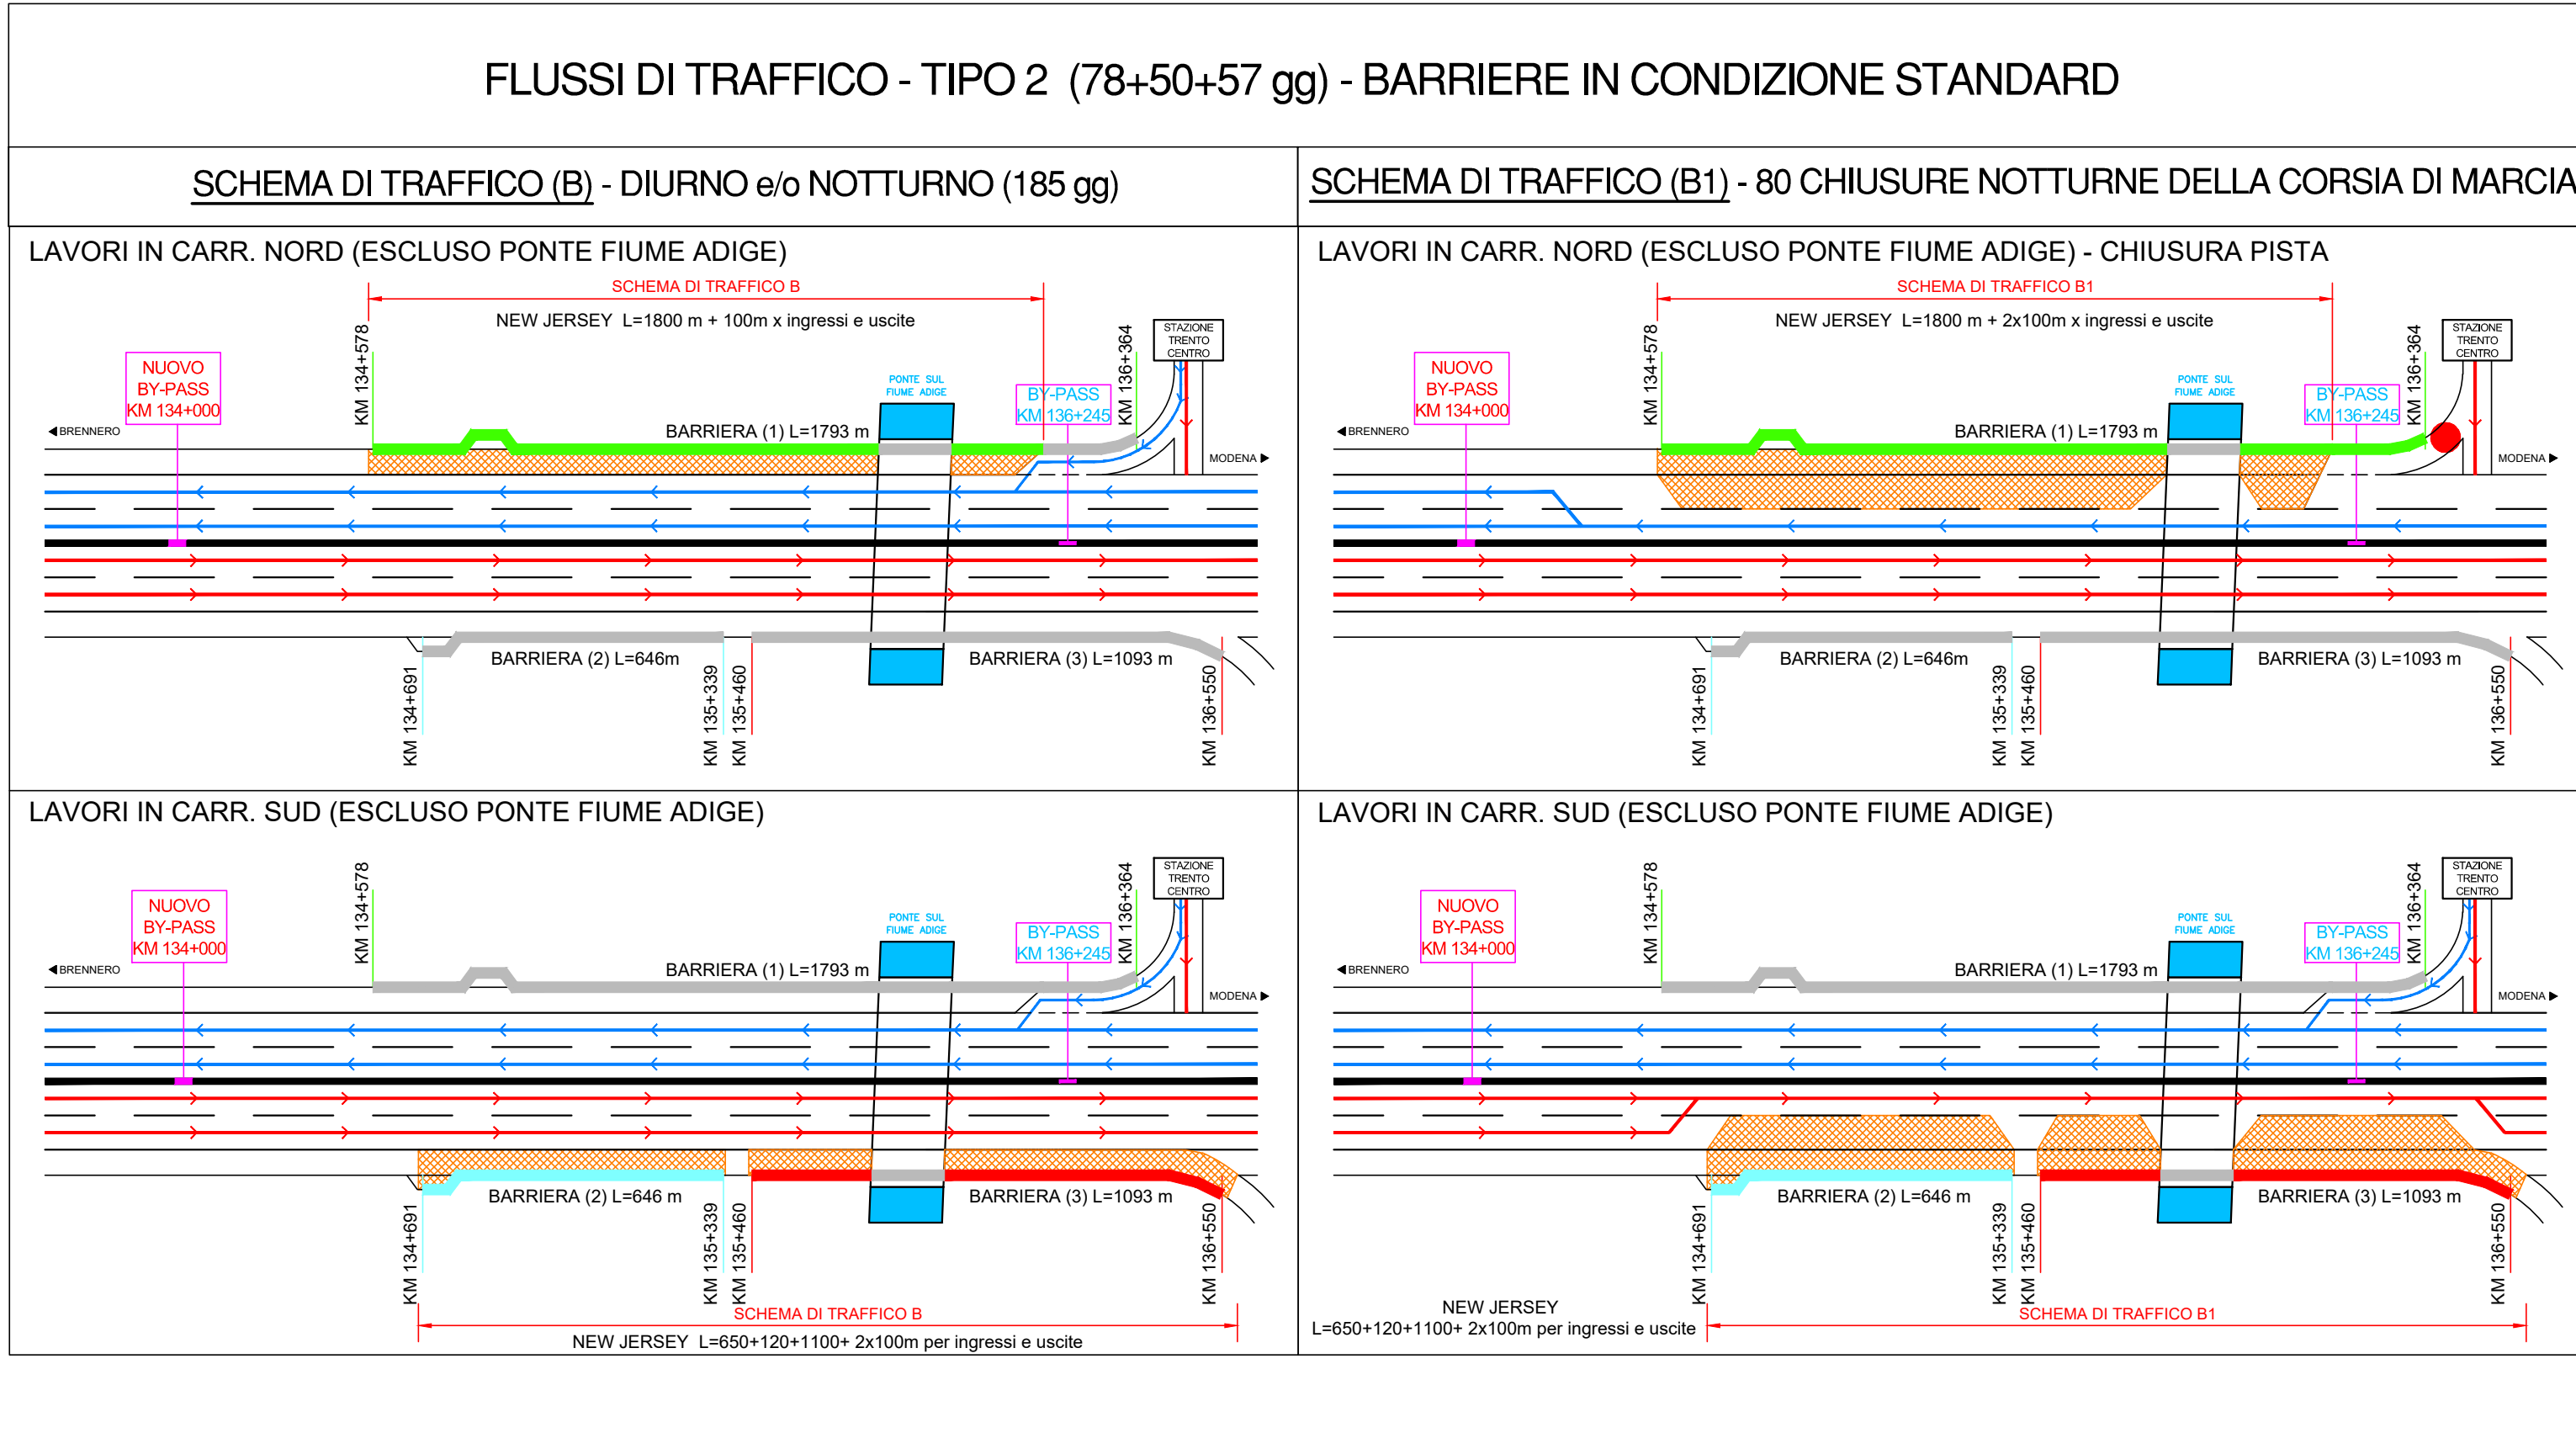 FLUSSI DI TRAFFICO - TIPO 2 (78+50+57 gg) - BARRIERE IN CONDIZIONE STANDARD
SCHEMA DI TRAFFICO (B) - DIURNO e/o NOTTURNO (185 gg)
SCHEMA DI TRAFFICO (B1) - 80 CHIUSURE NOTTURNE DELLA CORSIA DI MARCIA
LAVORI IN CARR. NORD (ESCLUSO PONTE FIUME ADIGE)
SCHEMA DI TRAFFICO B
NEW JERSEY L=1800 m + 100m x ingressi e uscite
KM 134+578
KM 136+364
STAZIONE
TRENTO
CENTRO
NUOVO
BY-PASS
KM 134+000
PONTE SUL
FIUME ADIGE
BY-PASS
KM 136+245
BRENNERO
BARRIERA (1) L=1793 m
MODENA
BARRIERA (2) L=646m
BARRIERA (3) L=1093 m
KM 134+691
KM 135+339
KM 135+460
KM 136+550
LAVORI IN CARR. NORD (ESCLUSO PONTE FIUME ADIGE) - CHIUSURA PISTA
SCHEMA DI TRAFFICO B1
NEW JERSEY L=1800 m + 2x100m x ingressi e uscite
KM 134+578
KM 136+364
STAZIONE
TRENTO
CENTRO
NUOVO
BY-PASS
KM 134+000
PONTE SUL
FIUME ADIGE
BY-PASS
KM 136+245
BRENNERO
BARRIERA (1) L=1793 m
MODENA
BARRIERA (2) L=646m
BARRIERA (3) L=1093 m
KM 134+691
KM 135+339
KM 135+460
KM 136+550
LAVORI IN CARR. SUD (ESCLUSO PONTE FIUME ADIGE)
KM 134+578
KM 136+364
STAZIONE
TRENTO
CENTRO
NUOVO
BY-PASS
KM 134+000
PONTE SUL
FIUME ADIGE
BY-PASS
KM 136+245
BRENNERO
BARRIERA (1) L=1793 m
MODENA
BARRIERA (2) L=646 m
BARRIERA (3) L=1093 m
KM 134+691
KM 135+339
KM 135+460
KM 136+550
SCHEMA DI TRAFFICO B
NEW JERSEY L=650+120+1100+ 2x100m per ingressi e uscite
LAVORI IN CARR. SUD (ESCLUSO PONTE FIUME ADIGE)
KM 134+578
KM 136+364
STAZIONE
TRENTO
CENTRO
NUOVO
BY-PASS
KM 134+000
PONTE SUL
FIUME ADIGE
BY-PASS
KM 136+245
BRENNERO
BARRIERA (1) L=1793 m
MODENA
BARRIERA (2) L=646 m
BARRIERA (3) L=1093 m
KM 134+691
KM 135+339
KM 135+460
KM 136+550
NEW JERSEY
L=650+120+1100+ 2x100m per ingressi e uscite
SCHEMA DI TRAFFICO B1